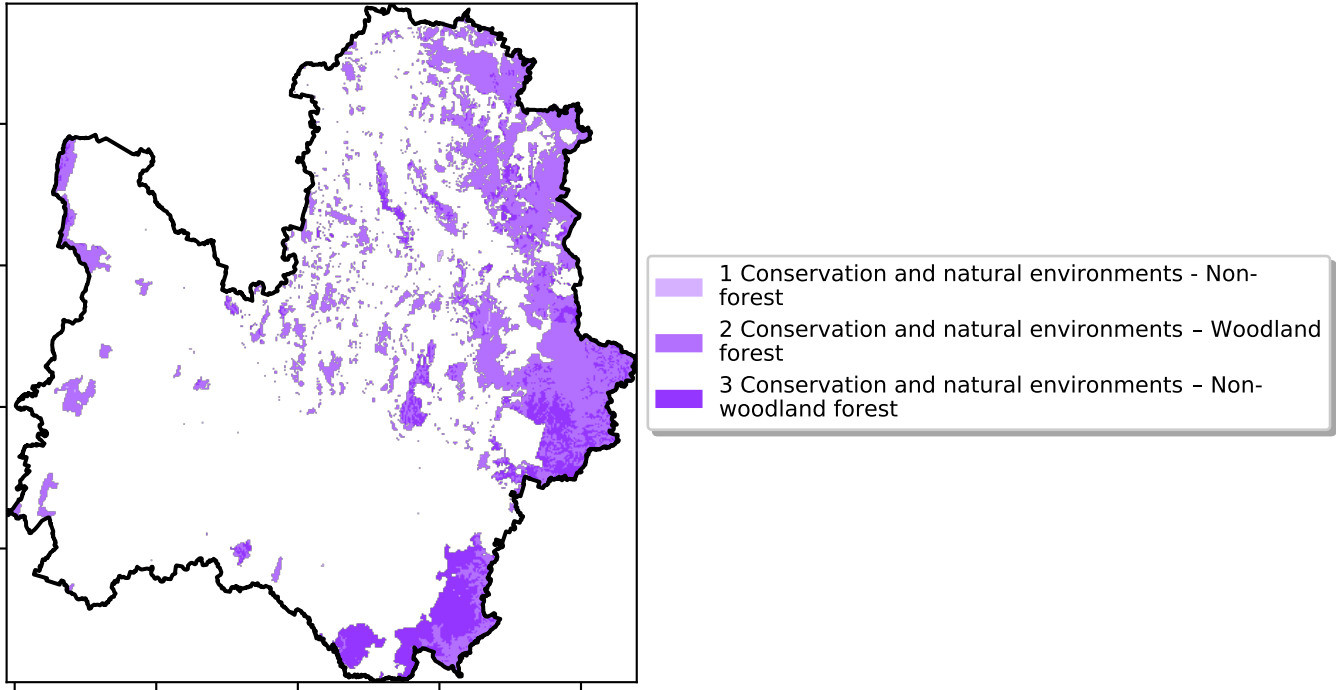 1 Conservation and natural environments - Non-
forest
2 Conservation and natural environments – Woodland
forest
3 Conservation and natural environments – Non-
woodland forest